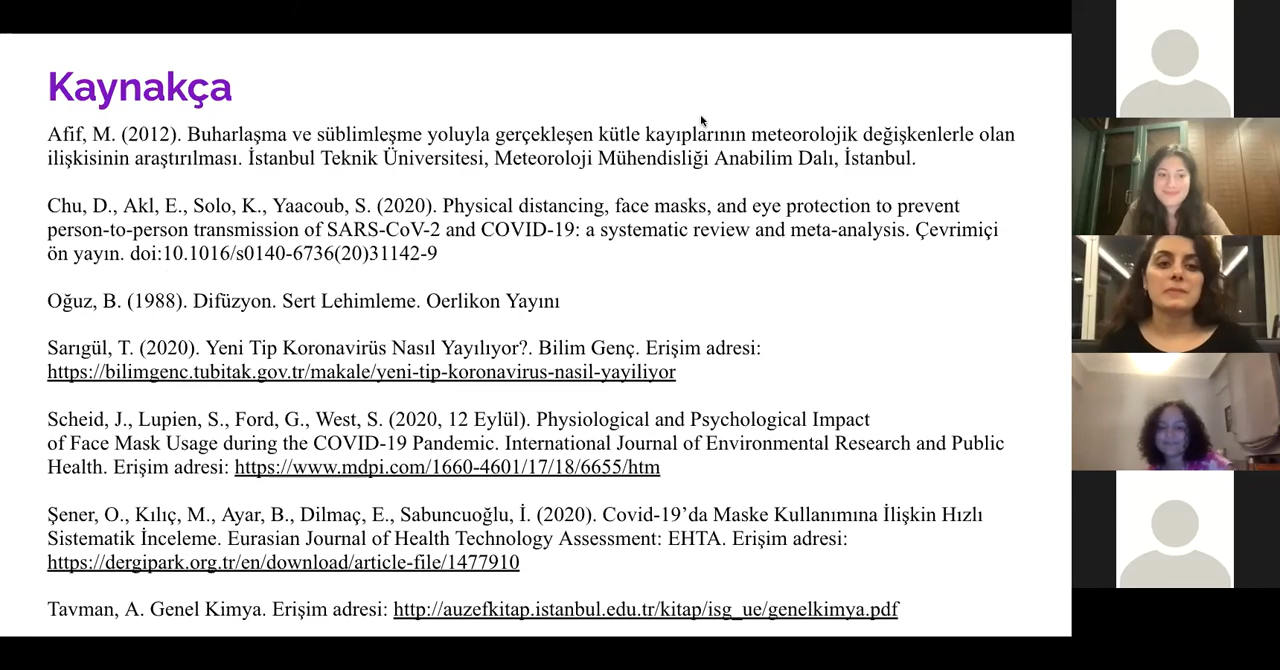 Kaynakça
Afif, M. (2012). Buharlaşma ve süblimleşme yoluyla gerçekleşen kütle kayıplarının meteorolojik değişkenlerle olan
ilişkisinin araştırılması. İstanbul Teknik Üniversitesi, Meteoroloji Mühendisliği Anabilim Dalı, İstanbul.
Chu, D., Akl, E., Solo, K., Yaacoub, S. (2020). Physical distancing, face masks, and eye protection to prevent
person-to-person transmission of SARS-CoV-2 and COVID-19: a systematic review and meta-analysis. Çevrimiçi
ön yayın. doi:10.1016/s0140-6736(20)31142-9
Oğuz, B. (1988). Difüzyon. Sert Lehimleme. Oerlikon Yayını
Sarıgül, T. (2020). Yeni Tip Koronavirüs Nasıl Yayılıyor?. Bilim Genç. Erişim adresi:
https://bilimgenc.tubitak.gov.tr/makale/yeni-tip-koronavirus-nasil-yayiliyor
Scheid, J., Lupien, S., Ford, G., West, S. (2020, 12 Eylül). Physiological and Psychological Impact
of Face Mask Usage during the COVID-19 Pandemic. International Journal of Environmental Research and Public
Health. Erişim adresi: https://www.mdpi.com/1660-4601/17/18/6655/htm
Şener, O., Kılıç, M., Ayar, B., Dilmaç, E., Sabuncuoğlu, İ. (2020). Covid-19’da Maske Kullanımına İlişkin Hızlı
Sistematik İnceleme. Eurasian Journal of Health Technology Assessment: EHTA. Erişim adresi:
https://dergipark.org.tr/en/download/article-file/1477910
Tavman, A. Genel Kimya. Erişim adresi: http://auzefkitap.istanbul.edu.tr/kitap/isg_ue/genelkimya.pdf